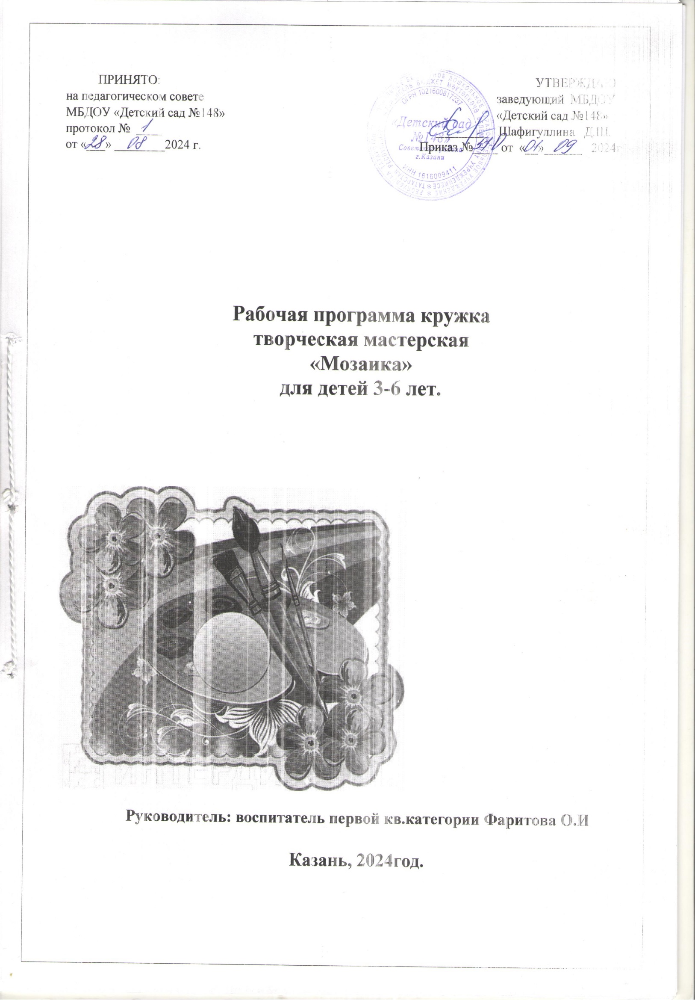 ПРИНЯТО:
на педагогическом совете
МБДОУ «Детский сад №148»
протокол № 1
от «28» 08 2024 г.
УТВЕРЖДАЮ
заведующий МБДОУ
«Детский сад №148»
Шафигуллина Д.Ш.
Приказ № от «01» 09 2024г
ОГРН 1021600817237
«Детский сад
№148»
Советского района
г.Казани
ИНН 1616009411
Рабочая программа кружка
творческая мастерская
«Мозаика»
для детей 3-6 лет.
Руководитель: воспитатель первой кв.категории Фаритова О.И
Казань, 2024год.